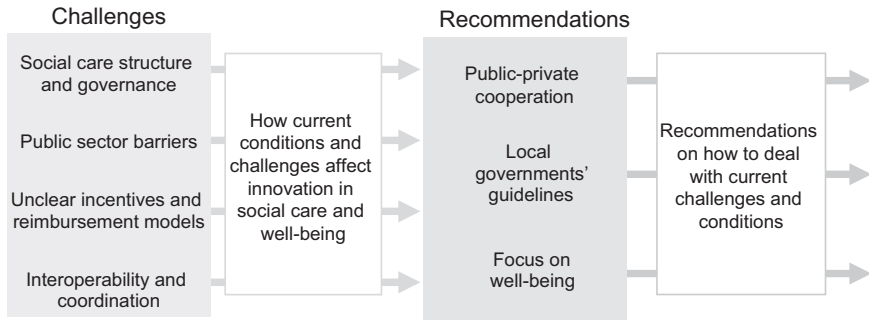 Challenges
Social care structure
and governance
Public sector barriers
Unclear incentives and
reimbursement models
Interoperability and
coordination
How current
conditions and
challenges affect
innovation in
social care and
well-being
Recommendations
Public-private
cooperation
Local
governments’
guidelines
Focus on
well-being
Recommendations
on how to deal
with current
challenges and
conditions